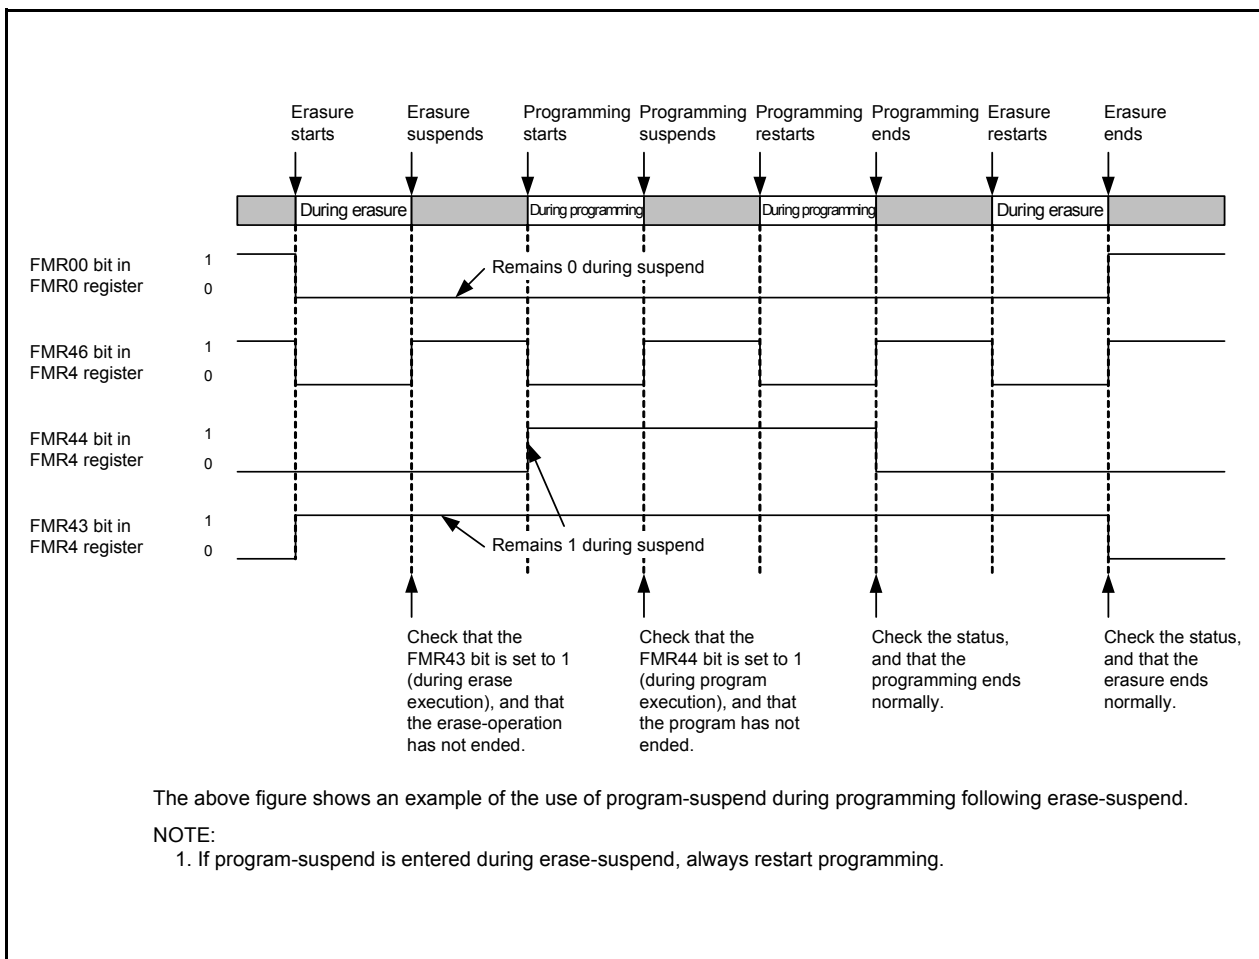 Erasure starts
Erasure suspends
Programming starts
Programming suspends
Programming restarts
Programming ends
Erasure restarts
Erasure ends
During erasure
During programming
During programming
During erasure
FMR00 bit in
FMR0 register
1
0
Remains 0 during suspend
FMR46 bit in
FMR4 register
1
0
FMR44 bit in
FMR4 register
1
0
FMR43 bit in
FMR4 register
1
0
Remains 1 during suspend
Check that the
FMR43 bit is set to 1
(during erase
execution), and that
the erase-operation
has not ended.
Check that the
FMR44 bit is set to 1
(during program
execution), and that
the program has not
ended.
Check the status,
and that the
programming ends
normally.
Check the status,
and that the
erasure ends
normally.
The above figure shows an example of the use of program-suspend during programming following erase-suspend.
NOTE:
1. If program-suspend is entered during erase-suspend, always restart programming.